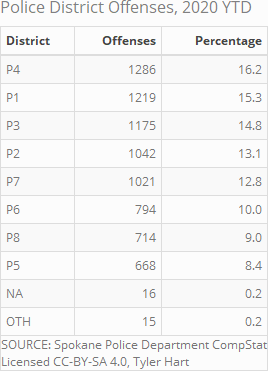 Police District Offenses, 2020 YTD
District Offenses Percentage
P4 1286 16.2
P1 1219 15.3
P3 1175 14.8
P2 1042 13.1
P7 1021 12.8
P6 794 10.0
P8 714 9.0
P5 668 8.4
NA 16 0.2
OTH 15 0.2
SOURCE: Spokane Police Department CompStat
Licensed CC-BY-SA 4.0, Tyler Hart